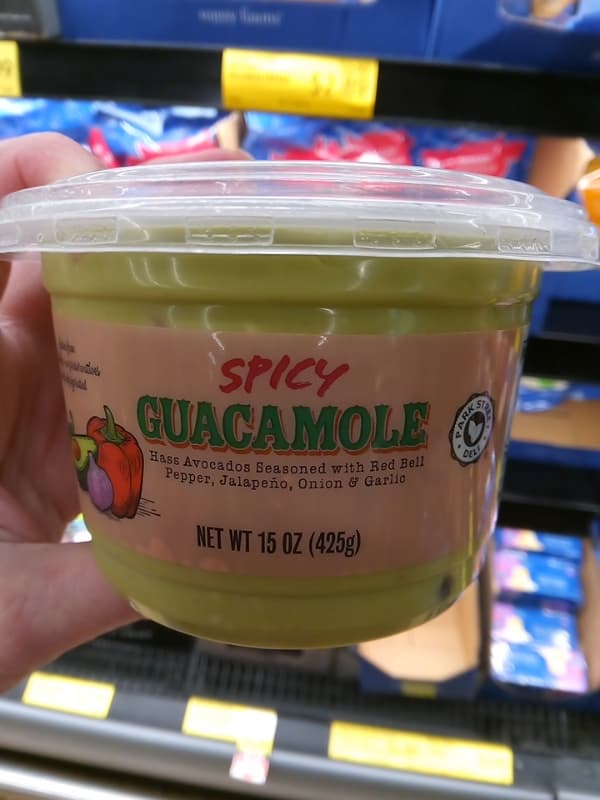 SPICY
GUACAMOLE
Hass Avocados Seasoned with Red Bell
Pepper, Jalapeño, Onion & Garlic
NET WT 15 OZ (425g)
PARK STR
DELI